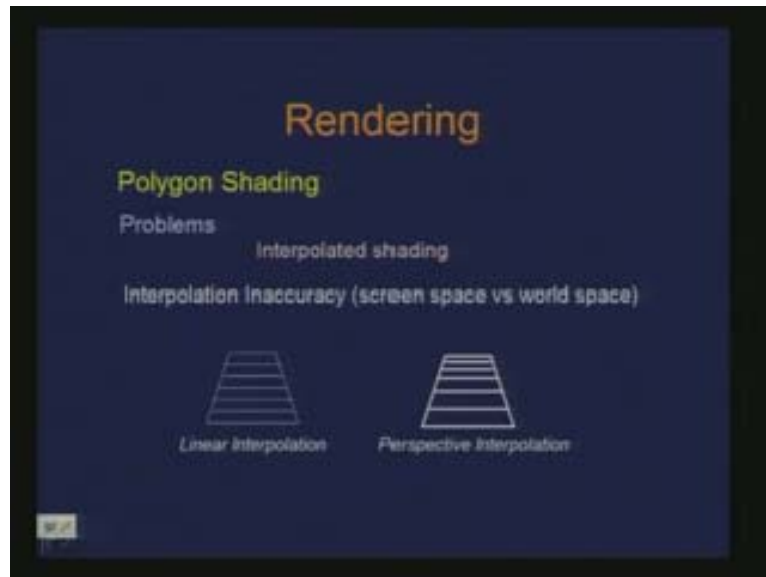 Rendering
Polygon Shading
Problems
Interpolated shading
Interpolation Inaccuracy (screen space vs world space)
Linear Interpolation
Perspective Interpolation